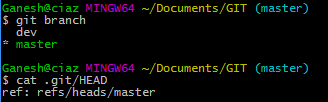 Ganesh@ciaz MINGW64 ~/Documents/GIT (master)
$ git branch
  dev
* master

Ganesh@ciaz MINGW64 ~/Documents/GIT (master)
$ cat .git/HEAD
ref: refs/heads/master